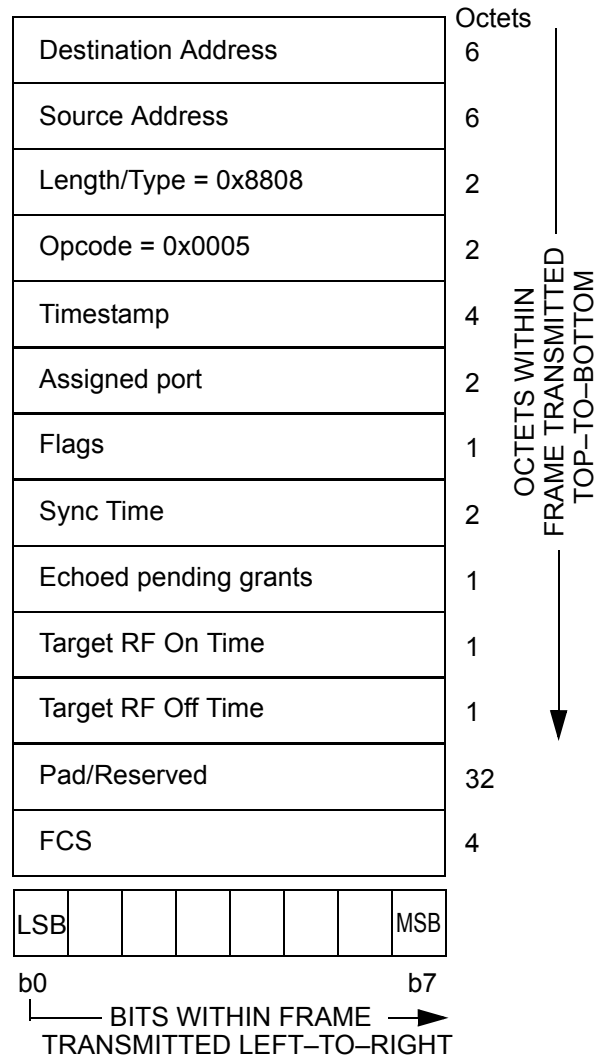 Octets
Destination Address 6
Source Address 6
Length/Type = 0x8808 2
Opcode = 0x0005 2
Timestamp 4
Assigned port 2
Flags 1
Sync Time 2
Echoed pending grants 1
Target RF On Time 1
Target RF Off Time 1
Pad/Reserved 32
FCS 4
OCTETS WITHIN
FRAME TRANSMITTED
TOP–TO–BOTTOM
LSB MSB
b0 b7
BITS WITHIN FRAME
TRANSMITTED LEFT–TO–RIGHT